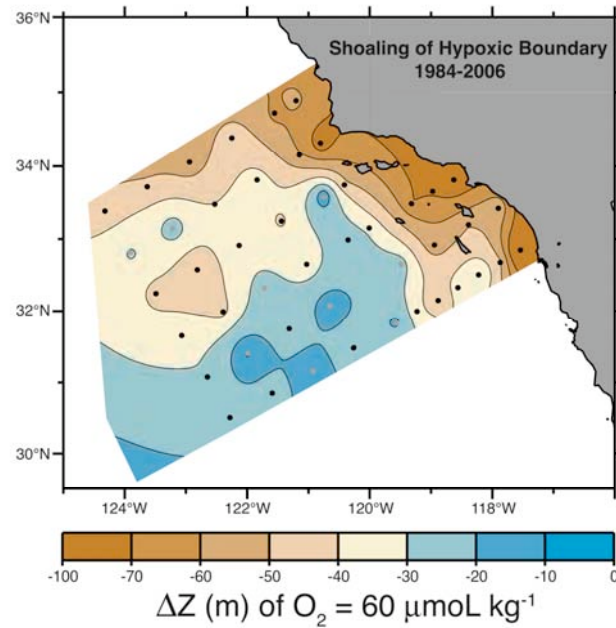 36°N
Shoaling of Hypoxic Boundary
1984-2006
34°N
32°N
30°N
124°W 122°W 120°W 118°W
-100 -70 -60 -50 -40 -30 -20 -10 0
ΔZ (m) of O₂ = 60 µmoL kg⁻¹